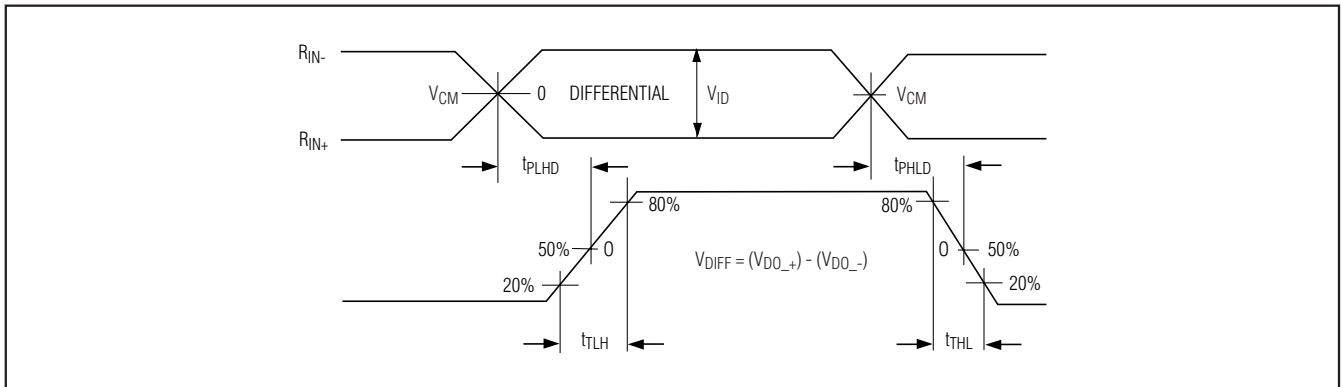 RIN-
VCM 0 DIFFERENTIAL VID VCM
RIN+
tPLHD tPHLD
80% 80%
50% 0 VDIFF = (VDO_+) - (VDO_-) 0 50%
20% 20%
tTLH tTHL